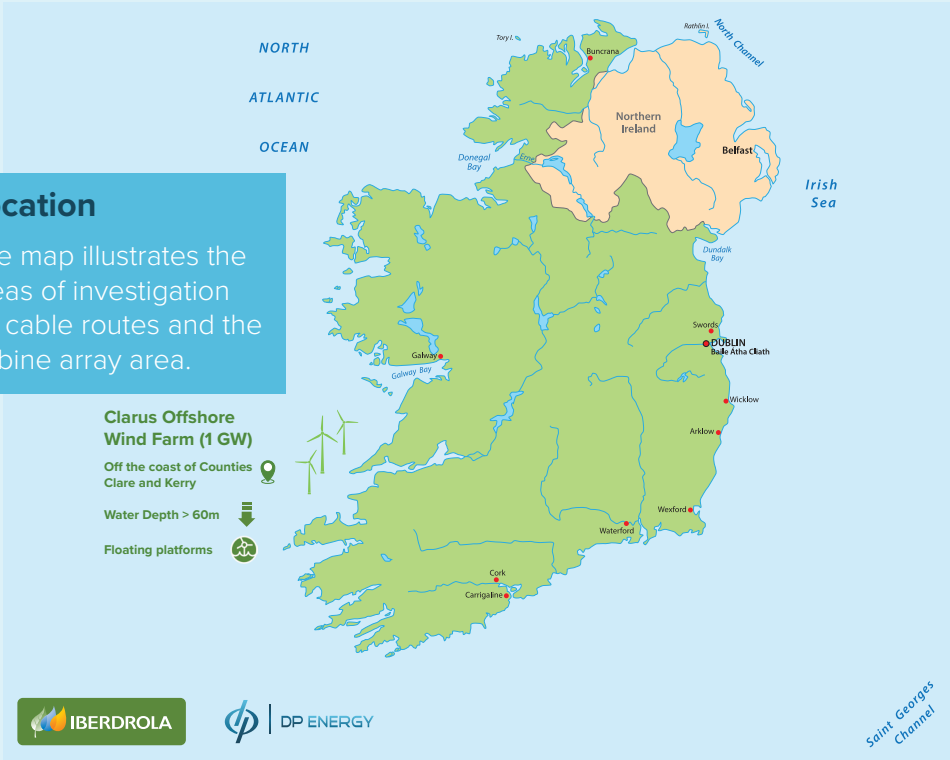 NORTH
ATLANTIC
OCEAN
Tory I.
Rathlin I.
North Channel
Buncrana
Northern
Ireland
Belfast
Donegal
Bay
Erne
Irish
Sea
Dundalk
Bay
cation
e map illustrates the
eas of investigation
cable routes and the
bine array area.
Swords
DUBLIN
Baile Atha Cliath
Galway
Galway Bay
Wicklow
Arklow
Clarus Offshore
Wind Farm (1 GW)
Off the coast of Counties
Clare and Kerry
Water Depth > 60m
Floating platforms
Wexford
Waterford
Cork
Carrigaline
IBERDROLA
DP ENERGY
Saint Georges
Channel